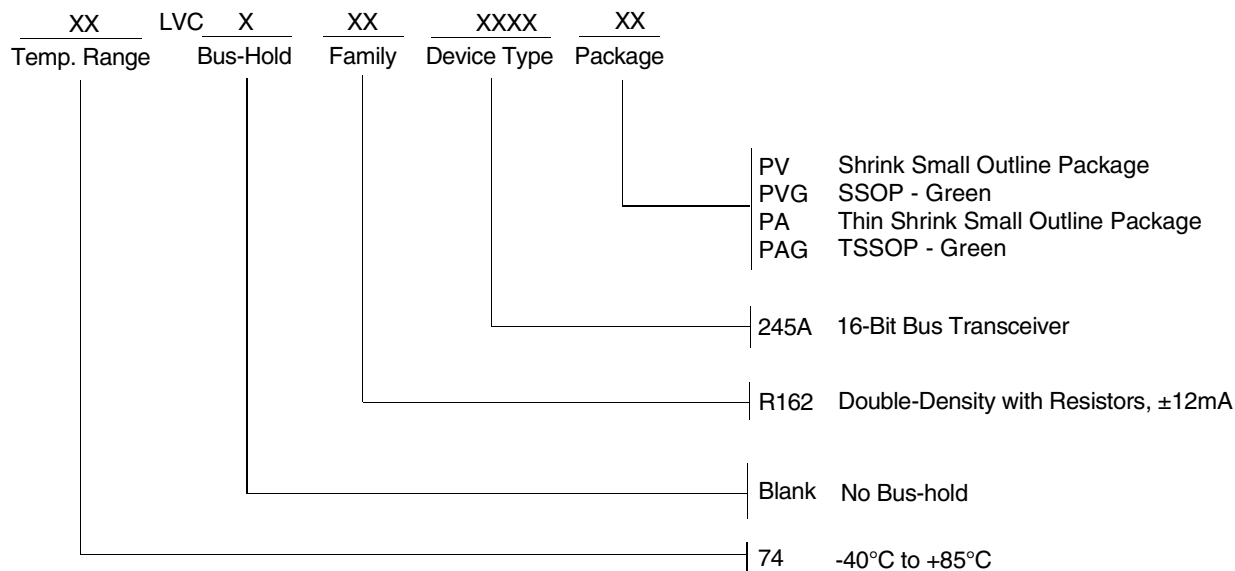 XX LVC X XX XXXX XX
Temp. Range Bus-Hold Family Device Type Package
PV Shrink Small Outline Package
PVG SSOP - Green
PA Thin Shrink Small Outline Package
PAG TSSOP - Green
245A 16-Bit Bus Transceiver
R162 Double-Density with Resistors, ±12mA
Blank No Bus-hold
74 -40°C to +85°C